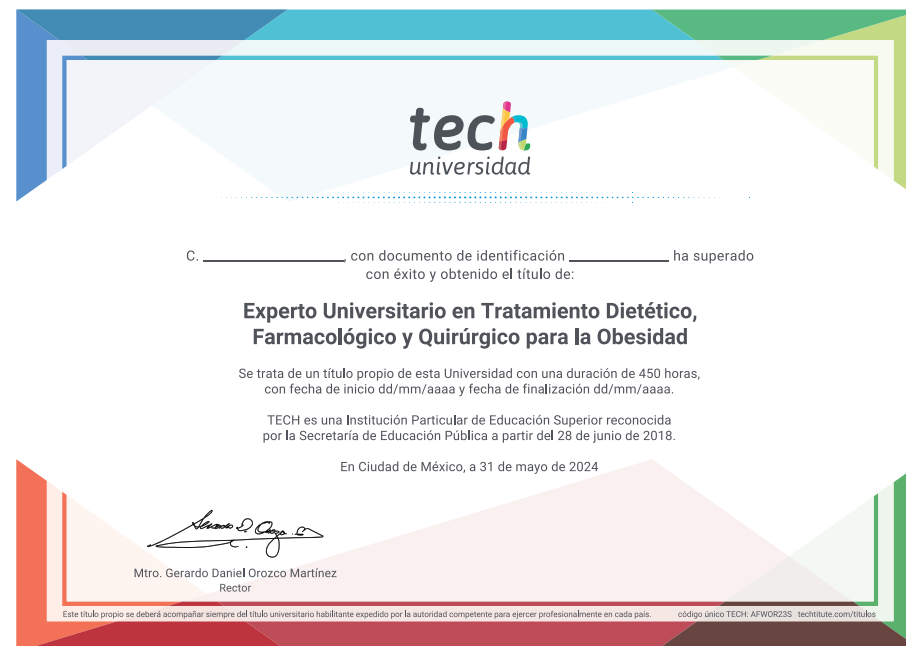 tech
universidad
C. ____________, con documento de identificación ____________ ha superado
con éxito y obtenido el título de:
Experto Universitario en Tratamiento Dietético,
Farmacológico y Quirúrgico para la Obesidad
Se trata de un título propio de esta Universidad con una duración de 450 horas,
con fecha de inicio dd/mm/aaaa y fecha de finalización dd/mm/aaaa.
TECH es una Institución Particular de Educación Superior reconocida
por la Secretaría de Educación Pública a partir del 28 de junio de 2018.
En Ciudad de México, a 31 de mayo de 2024
Mtro. Gerardo Daniel Orozco Martínez
Rector
Este título propio se deberá acompañar siempre del título universitario habilitante expedido por la autoridad competente para ejercer profesionalmente en cada país. código único TECH: AFWOR23S techtitute.com/titulos